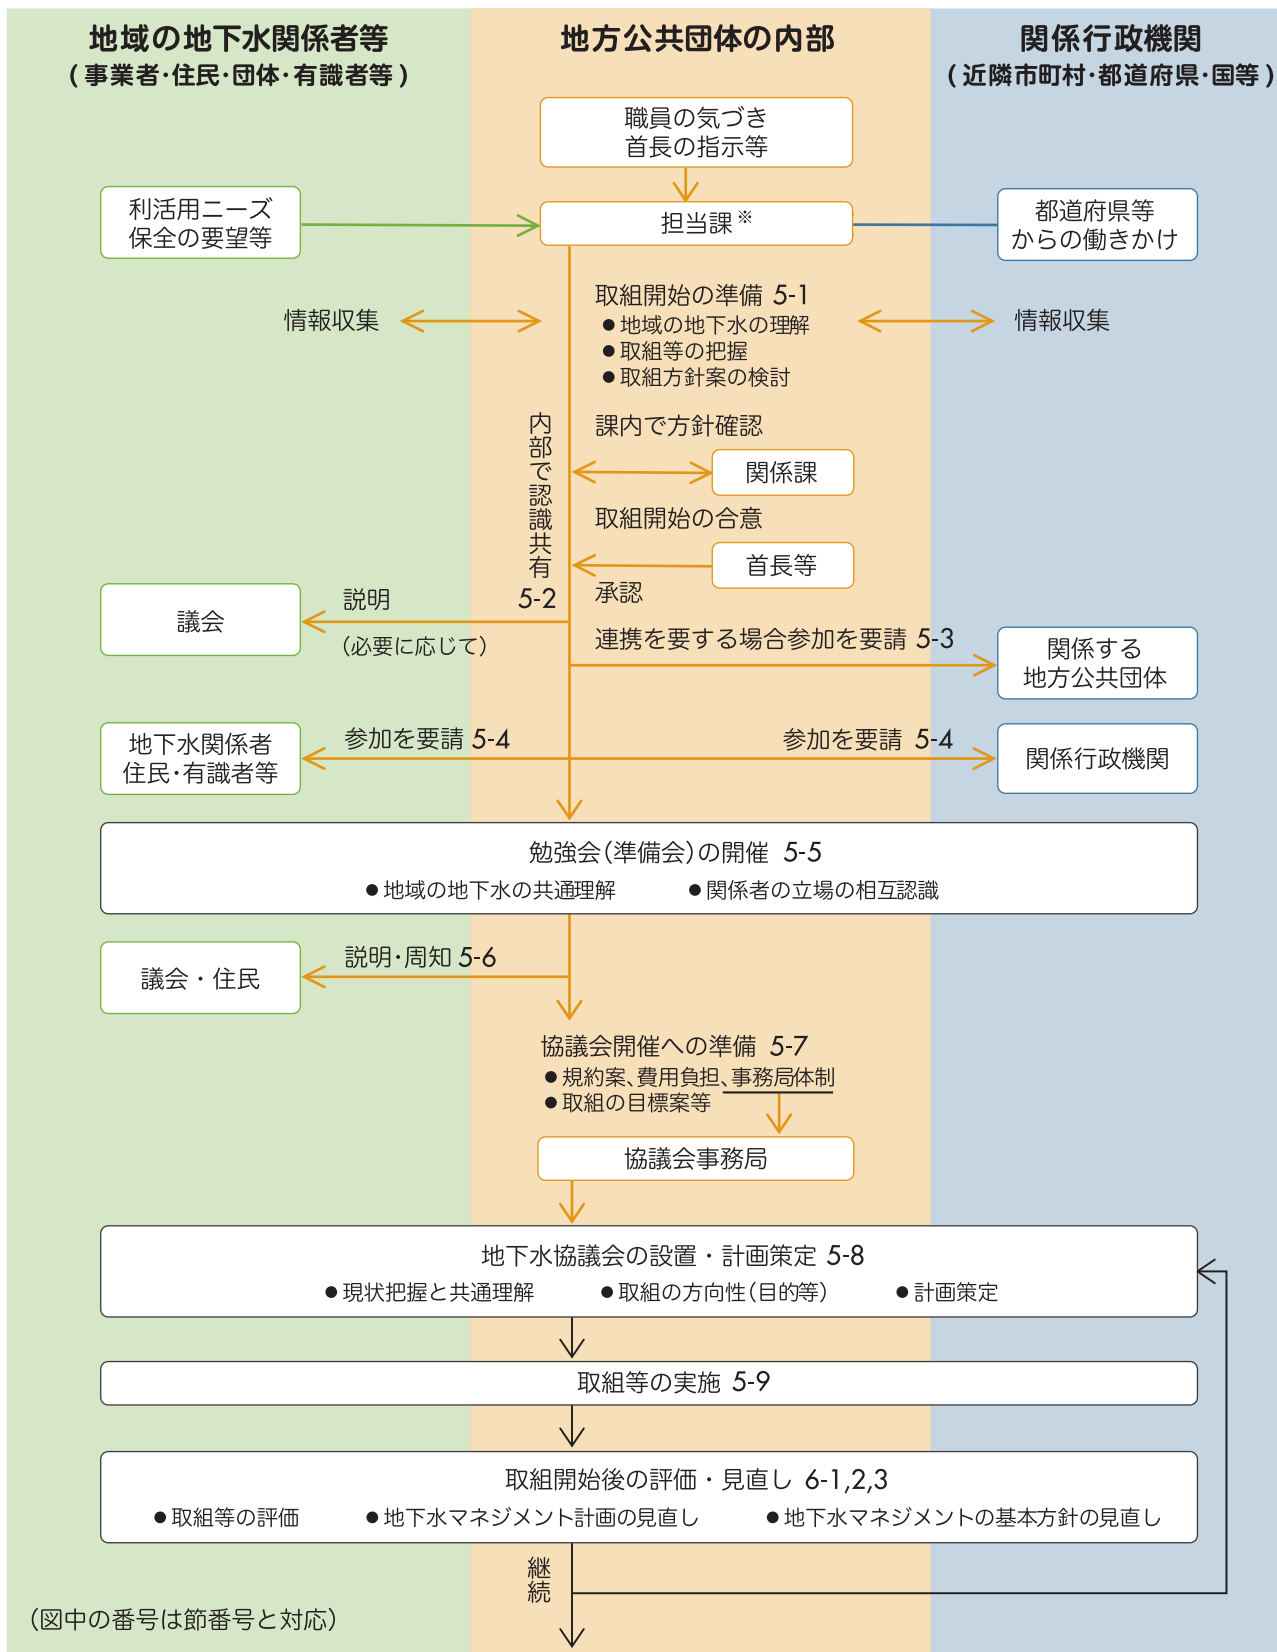 地域の地下水関係者等
(事業者・住民・団体・有識者等)
地方公共団体の内部
関係行政機関
(近隣市町村・都道府県・国等)
職員の気づき
首長の指示等
利活用ニーズ
保全の要望等
担当課※
都道府県等
からの働きかけ
取組開始の準備 5-1
●地域の地下水の理解
●取組等の把握
●取組方針案の検討
情報収集
情報収集
内部で認識共有
5-2
課内で方針確認
関係課
取組開始の合意
首長等
承認
議会
説明
(必要に応じて)
連携を要する場合参加を要請 5-3
関係する
地方公共団体
地下水関係者
住民・有識者等
参加を要請 5-4
参加を要請 5-4
関係行政機関
勉強会(準備会)の開催 5-5
●地域の地下水の共通理解 ●関係者の立場の相互認識
議会・住民
説明・周知 5-6
協議会開催への準備 5-7
●規約案、費用負担、事務局体制
●取組の目標案等
協議会事務局
地下水協議会の設置・計画策定 5-8
●現状把握と共通理解 ●取組の方向性(目的等) ●計画策定
取組等の実施 5-9
取組開始後の評価・見直し 6-1,2,3
●取組等の評価 ●地下水マネジメント計画の見直し ●地下水マネジメントの基本方針の見直し
継続
(図中の番号は節番号と対応)